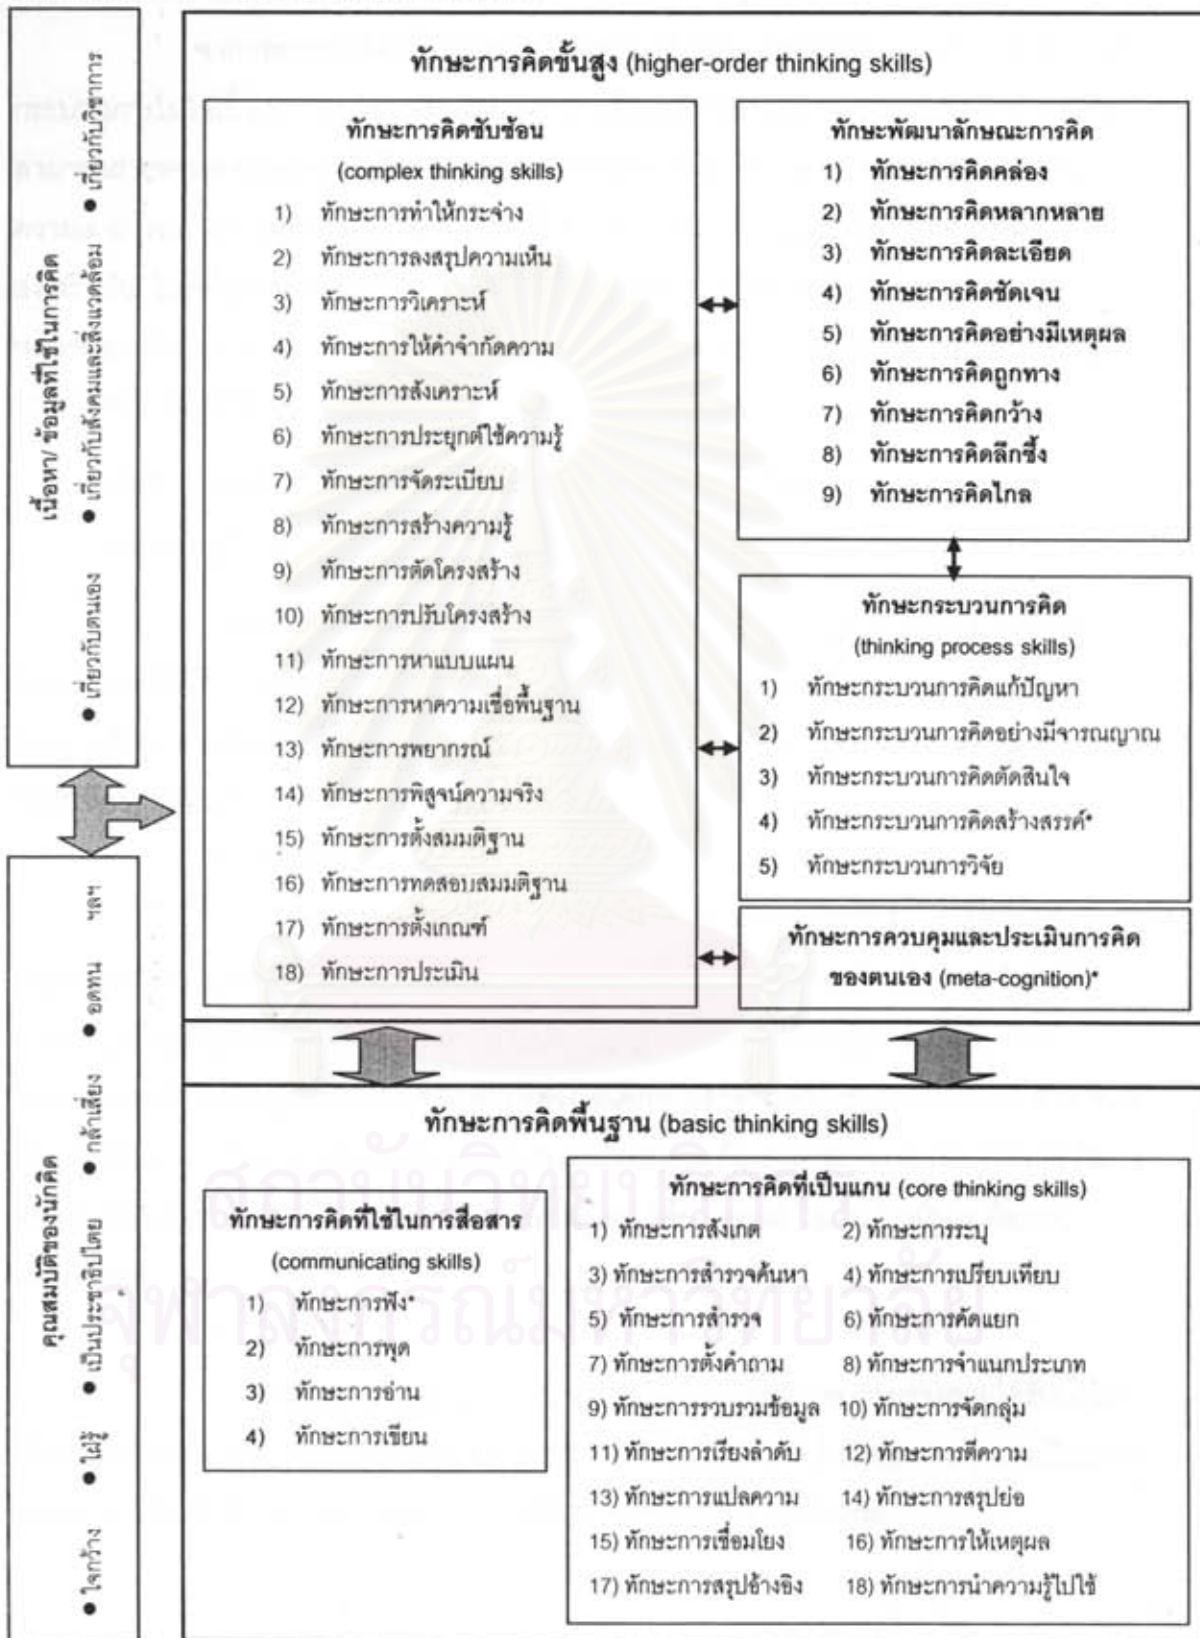 เนื้อหา/ ข้อมูลที่ใช้ในการคิด
● เกี่ยวกับตนเอง ● เกี่ยวกับสังคมและสิ่งแวดล้อม ● เกี่ยวกับวิชาการ
คุณสมบัติของนักคิด
● ใจกว้าง ● ใฝ่รู้ ● เป็นประชาธิปไตย ● กล้าเสี่ยง ● อดทน ฯลฯ
ทักษะการคิดขั้นสูง (higher-order thinking skills)
ทักษะการคิดซับซ้อน
(complex thinking skills)
1) ทักษะการทำให้กระจ่าง
2) ทักษะการลงสรุปความเห็น
3) ทักษะการวิเคราะห์
4) ทักษะการให้คำจำกัดความ
5) ทักษะการสังเคราะห์
6) ทักษะการประยุกต์ใช้ความรู้
7) ทักษะการจัดระเบียบ
8) ทักษะการสร้างความรู้
9) ทักษะการตัดโครงสร้าง
10) ทักษะการปรับโครงสร้าง
11) ทักษะการหาแบบแผน
12) ทักษะการหาความเชื่อพื้นฐาน
13) ทักษะการพยากรณ์
14) ทักษะการพิสูจน์ความจริง
15) ทักษะการตั้งสมมติฐาน
16) ทักษะการทดสอบสมมติฐาน
17) ทักษะการตั้งเกณฑ์
18) ทักษะการประเมิน
ทักษะพัฒนาลักษณะการคิด
1) ทักษะการคิดคล่อง
2) ทักษะการคิดหลากหลาย
3) ทักษะการคิดละเอียด
4) ทักษะการคิดชัดเจน
5) ทักษะการคิดอย่างมีเหตุผล
6) ทักษะการคิดถูกทาง
7) ทักษะการคิดกว้าง
8) ทักษะการคิดลึกซึ้ง
9) ทักษะการคิดไกล
ทักษะกระบวนการคิด
(thinking process skills)
1) ทักษะกระบวนการคิดแก้ปัญหา
2) ทักษะกระบวนการคิดอย่างมีจารณญาณ
3) ทักษะกระบวนการคิดตัดสินใจ
4) ทักษะกระบวนการคิดสร้างสรรค์*
5) ทักษะกระบวนการวิจัย
ทักษะการควบคุมและประเมินการคิด
ของตนเอง (meta-cognition)*
ทักษะการคิดพื้นฐาน (basic thinking skills)
ทักษะการคิดที่ใช้ในการสื่อสาร
(communicating skills)
1) ทักษะการฟัง*
2) ทักษะการพูด
3) ทักษะการอ่าน
4) ทักษะการเขียน
ทักษะการคิดที่เป็นแกน (core thinking skills)
1) ทักษะการสังเกต 2) ทักษะการระบุ
3) ทักษะการสำรวจค้นหา 4) ทักษะการเปรียบเทียบ
5) ทักษะการสำรวจ 6) ทักษะการคัดแยก
7) ทักษะการตั้งคำถาม 8) ทักษะการจำแนกประเภท
9) ทักษะการรวบรวมข้อมูล 10) ทักษะการจัดกลุ่ม
11) ทักษะการเรียงลำดับ 12) ทักษะการตีความ
13) ทักษะการแปลความ 14) ทักษะการสรุปย่อ
15) ทักษะการเชื่อมโยง 16) ทักษะการให้เหตุผล
17) ทักษะการสรุปอ้างอิง 18) ทักษะการนำความรู้ไปใช้
สถาบันวิทยบริการ
จุฬาลงกรณ์มหาวิทยาลัย